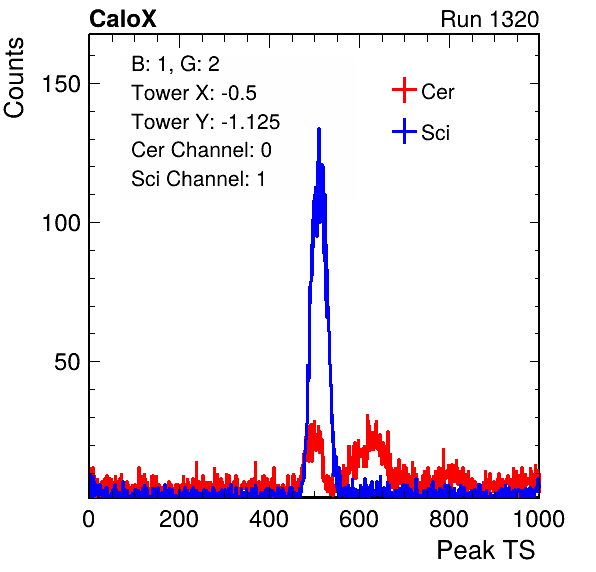 CaloX Run 1320
B: 1, G: 2
Tower X: -0.5
Tower Y: -1.125
Cer Channel: 0
Sci Channel: 1
Cer
Sci
Counts
150
100
50
0 200 400 600 800 1000
Peak TS